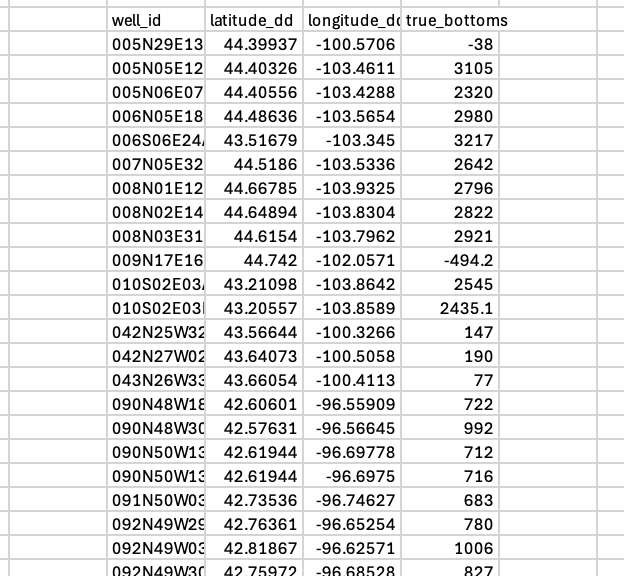 well_id latitude_dd longitude_dd true_bottoms
005N29E13 44.39937 -100.5706 -38
005N05E12 44.40326 -103.4611 3105
005N06E07 44.40556 -103.4288 2320
006N05E18 44.48636 -103.5654 2980
006S06E24 43.51679 -103.345 3217
007N05E32 44.5186 -103.5336 2642
008N01E12 44.66785 -103.9325 2796
008N02E14 44.64894 -103.8304 2822
008N03E31 44.6154 -103.7962 2921
009N17E16 44.742 -102.0571 -494.2
010S02E03 43.21098 -103.8642 2545
010S02E03 43.20557 -103.8589 2435.1
042N25W32 43.56644 -100.3266 147
042N27W02 43.64073 -100.5058 190
043N26W33 43.66054 -100.4113 77
090N48W18 42.60601 -96.55909 722
090N48W30 42.57631 -96.56645 992
090N50W13 42.61944 -96.69778 712
090N50W13 42.61944 -96.6975 716
091N50W03 42.73536 -96.74627 683
092N49W29 42.76361 -96.65254 780
092N49W03 42.81867 -96.62571 1006
092N49W30 42.75972 -96.68528 827